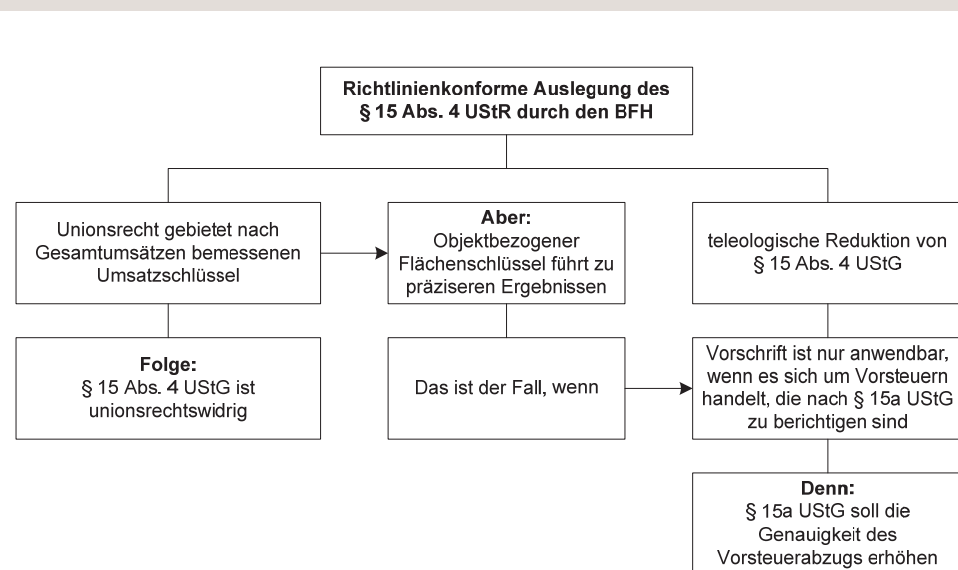 Richtlinienkonforme Auslegung des
§ 15 Abs. 4 UStR durch den BFH
Unionsrecht gebietet nach
Gesamtumsätzen bemessenen
Umsatzschlüssel
Aber:
Objektbezogener
Flächenschlüssel führt zu
präziseren Ergebnissen
teleologische Reduktion von
§ 15 Abs. 4 UStG
Folge:
§ 15 Abs. 4 UStG ist
unionsrechtswidrig
Das ist der Fall, wenn
Vorschrift ist nur anwendbar,
wenn es sich um Vorsteuern
handelt, die nach § 15a UStG
zu berichtigen sind
Denn:
§ 15a UStG soll die
Genauigkeit des
Vorsteuerabzugs erhöhen